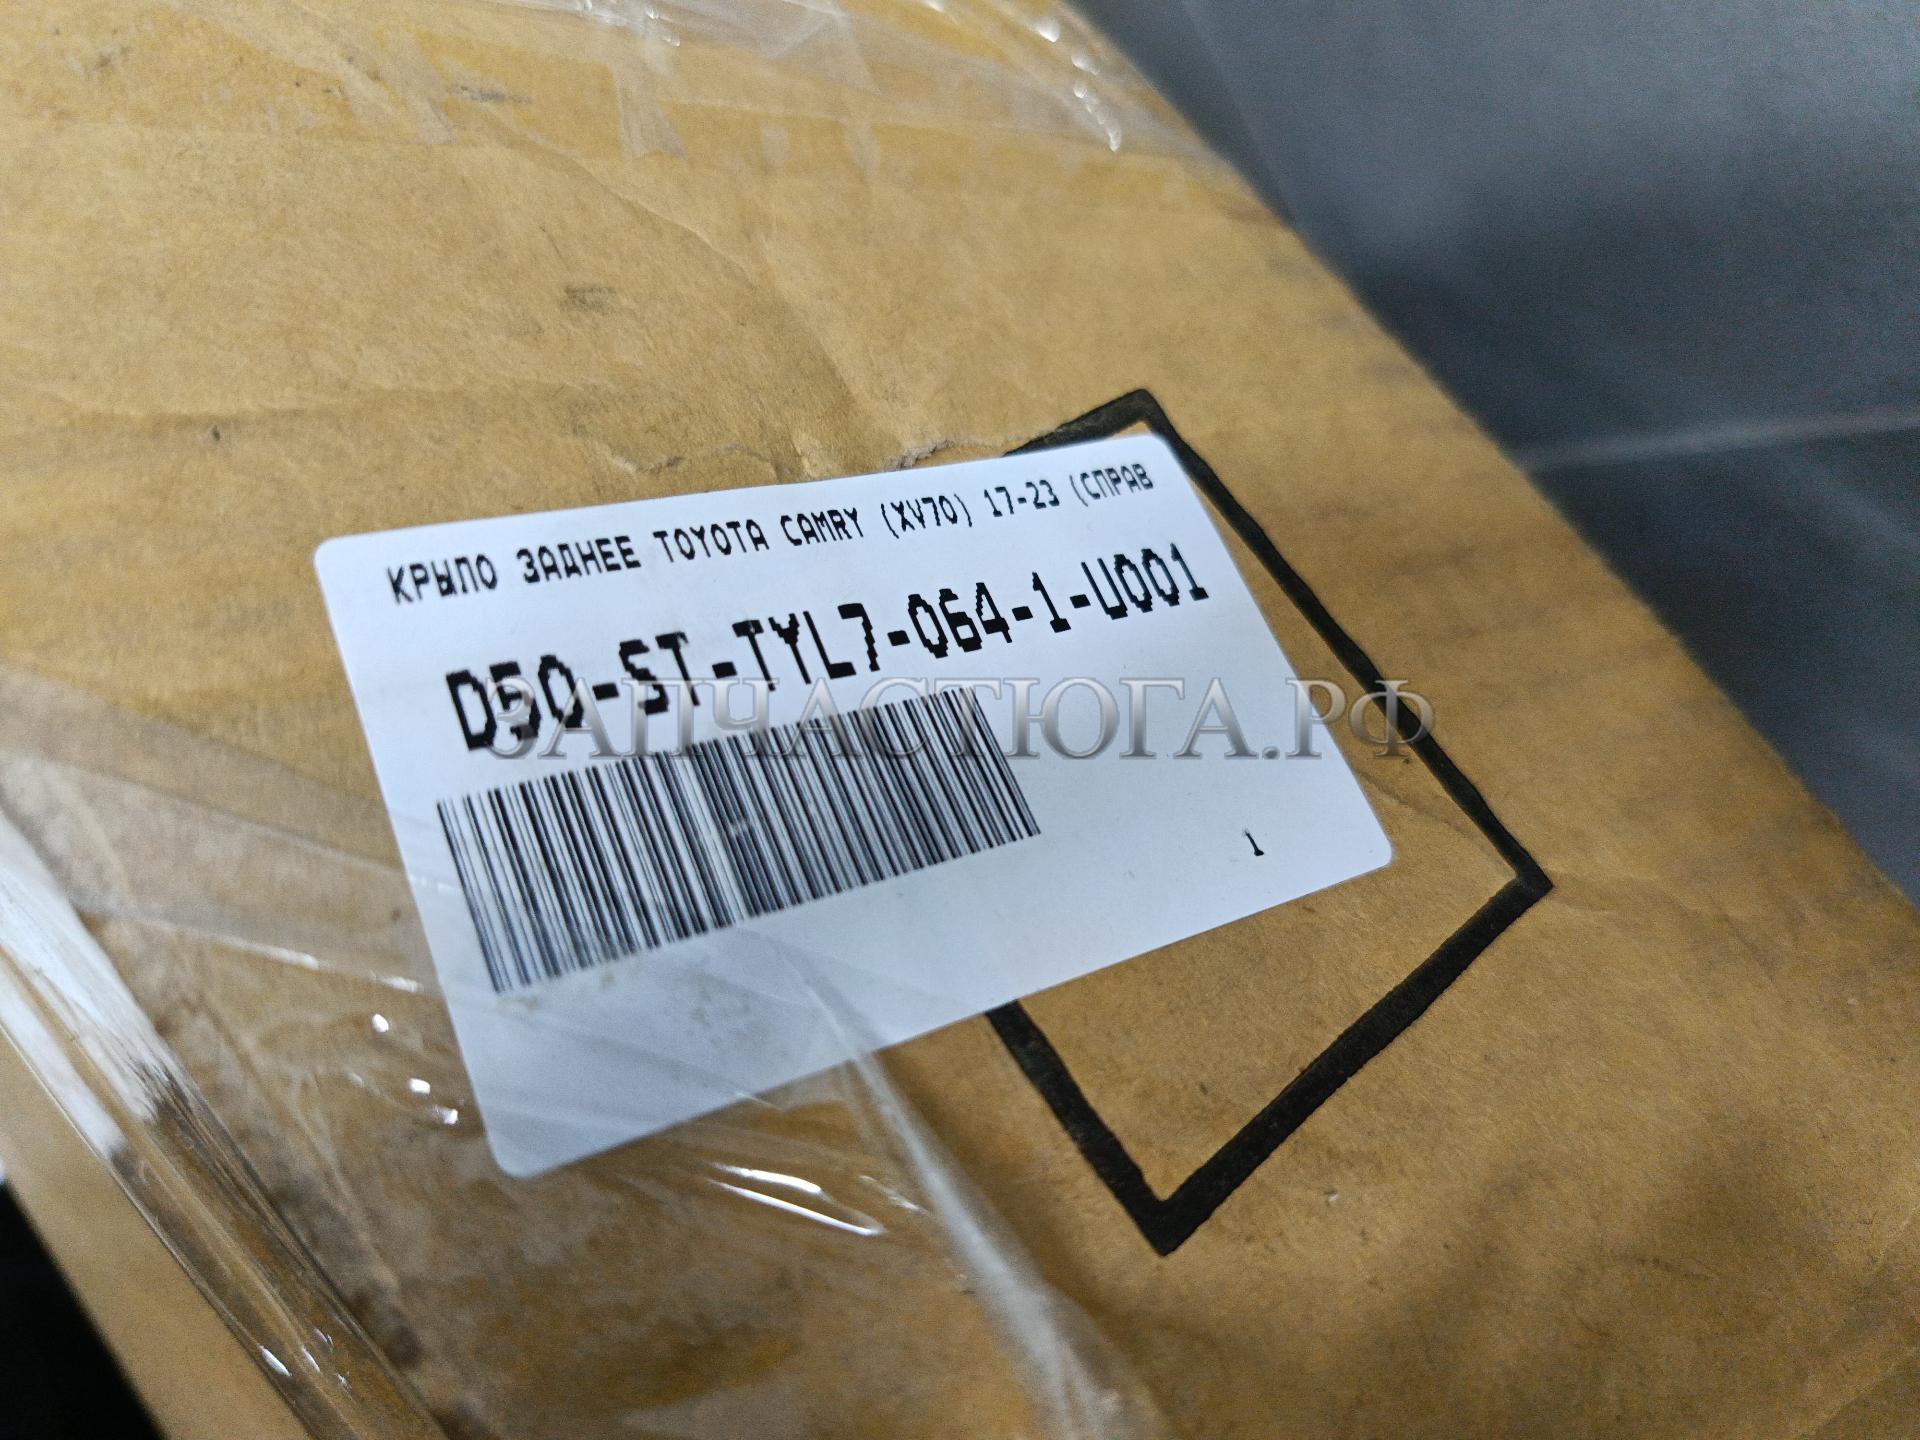 КРЫЛО ЗАДНЕЕ TOYOTA CAMRY (XV70) 17-23 (СПРАВ
D50-ST-TYL7-064-1-U001
ЗАПЧАСТЮГА.РФ
1